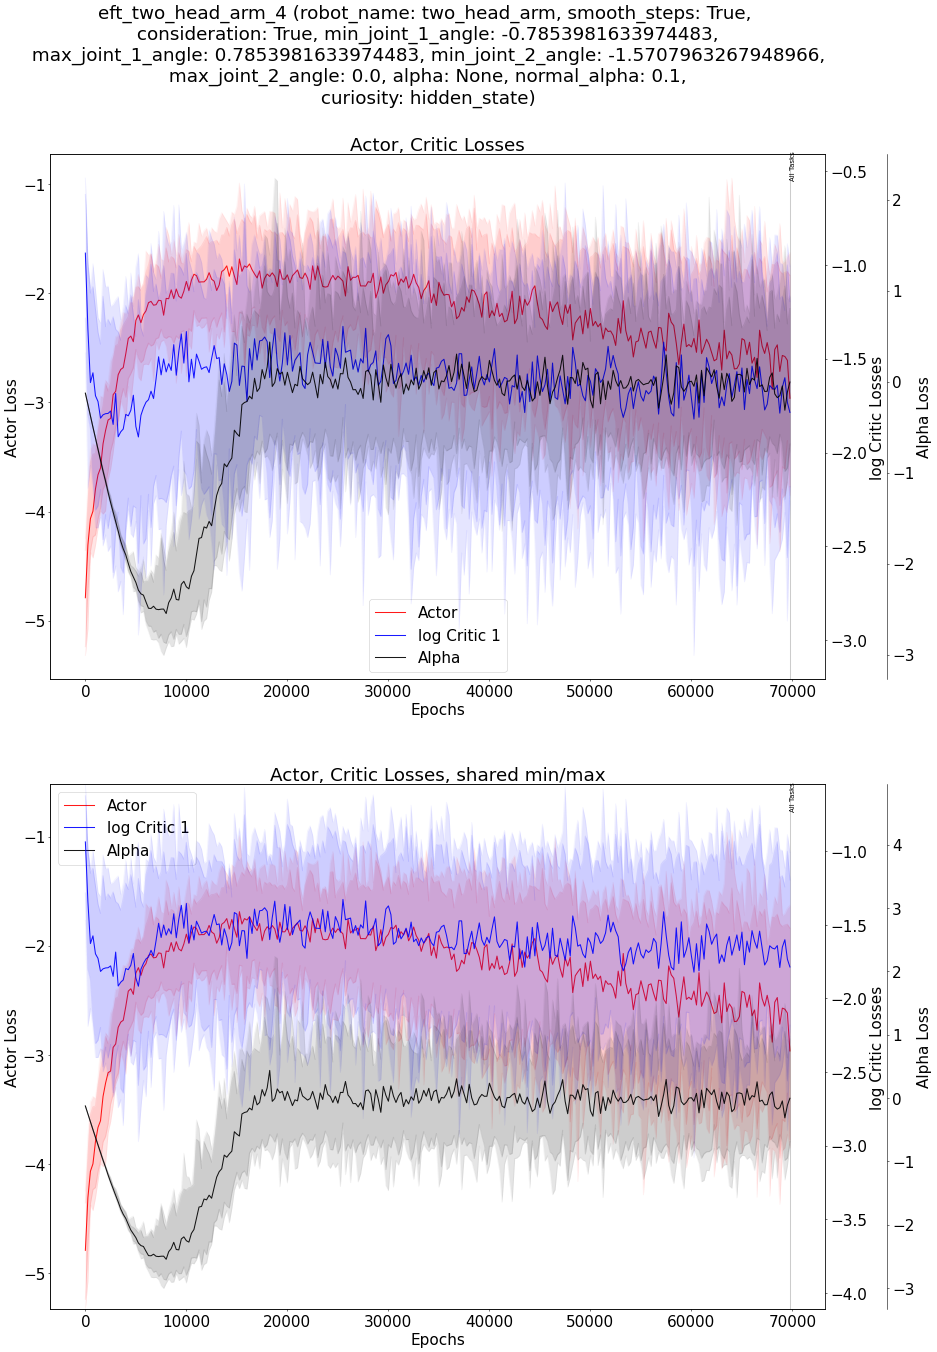 eft_two_head_arm_4 (robot_name: two_head_arm, smooth_steps: True,
consideration: True, min_joint_1_angle: -0.7853981633974483,
max_joint_1_angle: 0.7853981633974483, min_joint_2_angle: -1.5707963267948966,
max_joint_2_angle: 0.0, alpha: None, normal_alpha: 0.1,
curiosity: hidden_state)
Actor, Critic Losses
All Tasks
Actor Loss
−1
−2
−3
−4
−5
log Critic Losses
−0.5
−1.0
−1.5
−2.0
−2.5
−3.0
Alpha Loss
2
1
0
−1
−2
−3
Actor
log Critic 1
Alpha
0 10000 20000 30000 40000 50000 60000 70000
Epochs
Actor, Critic Losses, shared min/max
All Tasks
Actor
log Critic 1
Alpha
Actor Loss
−1
−2
−3
−4
−5
log Critic Losses
−1.0
−1.5
−2.0
−2.5
−3.0
−3.5
−4.0
Alpha Loss
4
3
2
1
0
−1
−2
−3
0 10000 20000 30000 40000 50000 60000 70000
Epochs